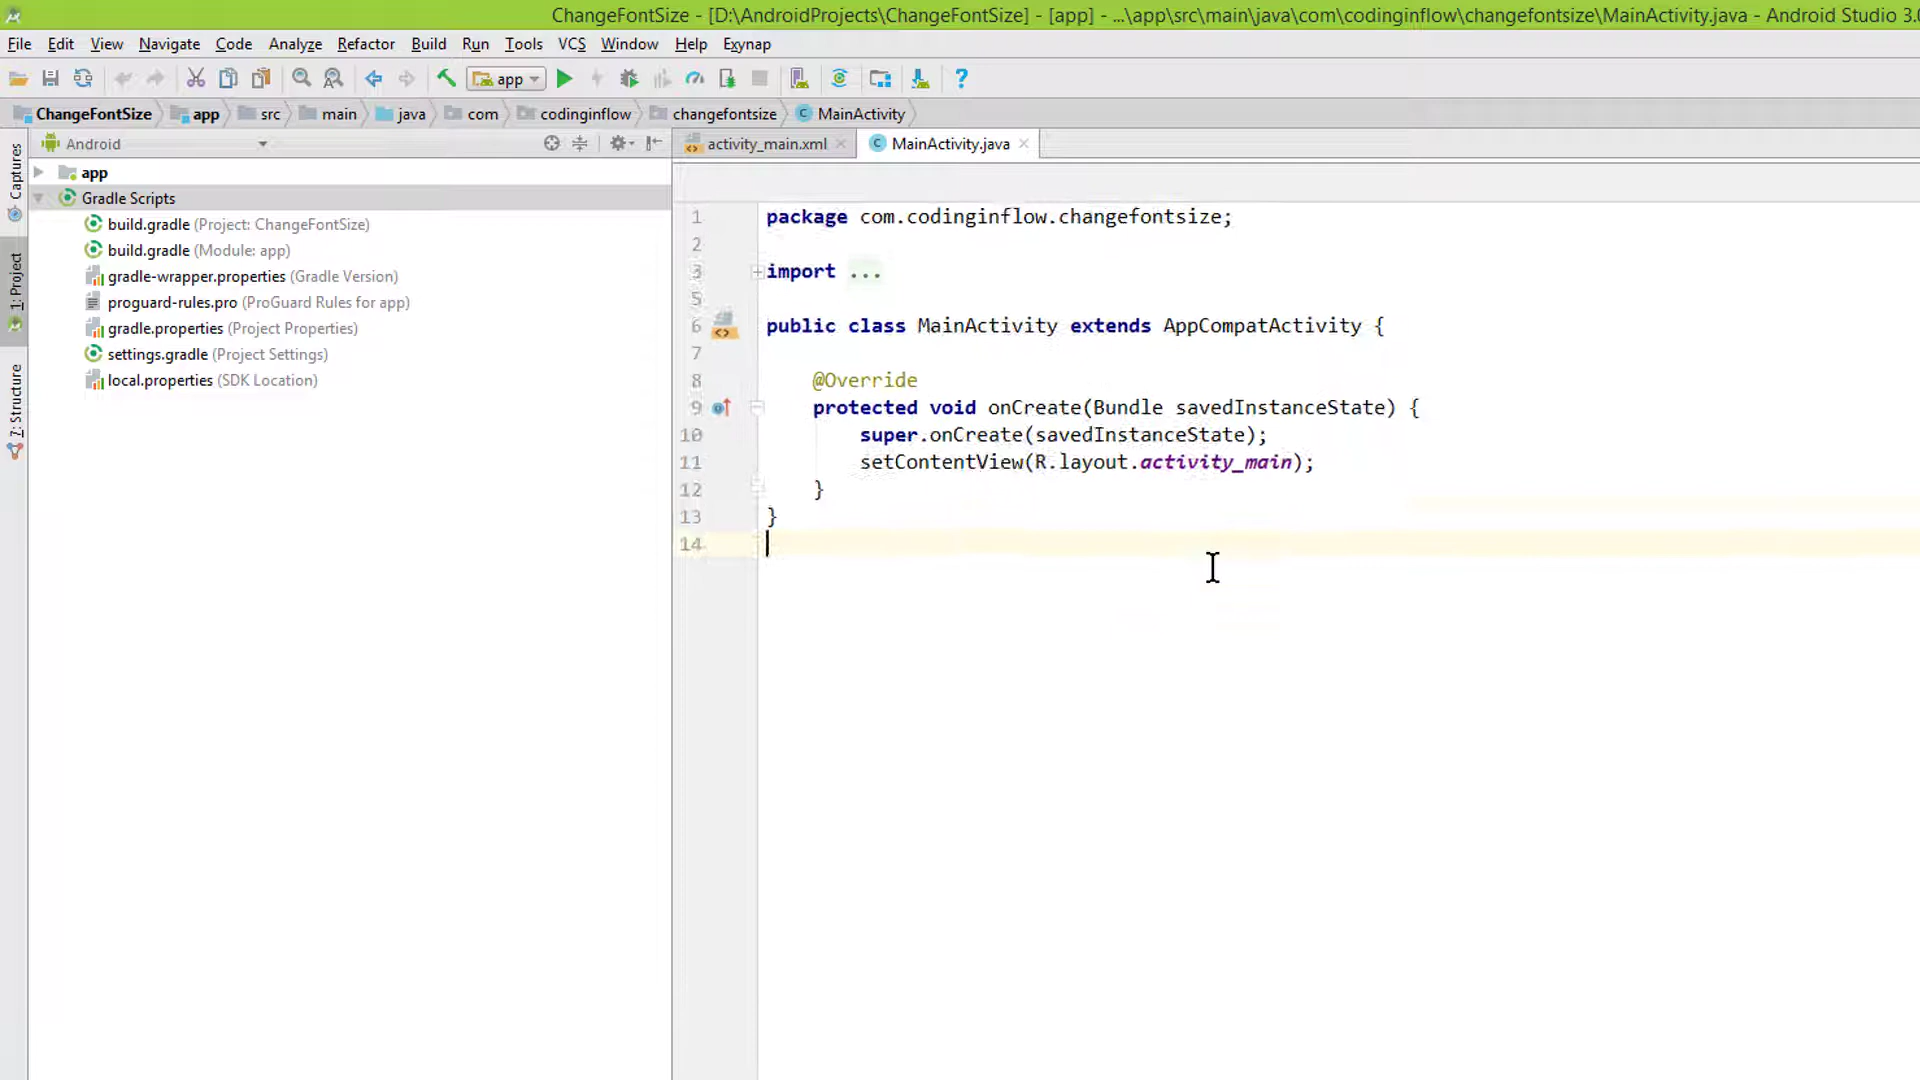 ChangeFontSize - [D:\AndroidProjects\ChangeFontSize] - [app] - ...\app\src\main\java\com\codinginflow\changefontsize\MainActivity.java - Android Studio 3.0
File Edit View Navigate Code Analyze Refactor Build Run Tools VCS Window Help Exynap
app
ChangeFontSize app src main java com codinginflow changefontsize MainActivity
Captures
1: Project
7: Structure
Android
app
Gradle Scripts
build.gradle (Project: ChangeFontSize)
build.gradle (Module: app)
gradle-wrapper.properties (Gradle Version)
proguard-rules.pro (ProGuard Rules for app)
gradle.properties (Project Properties)
settings.gradle (Project Settings)
local.properties (SDK Location)
activity_main.xml MainActivity.java
1 package com.codinginflow.changefontsize;
2
3 import ...
5
6 public class MainActivity extends AppCompatActivity {
7
8 @Override
9 protected void onCreate(Bundle savedInstanceState) {
10 super.onCreate(savedInstanceState);
11 setContentView(R.layout.activity_main);
12 }
13 }
14